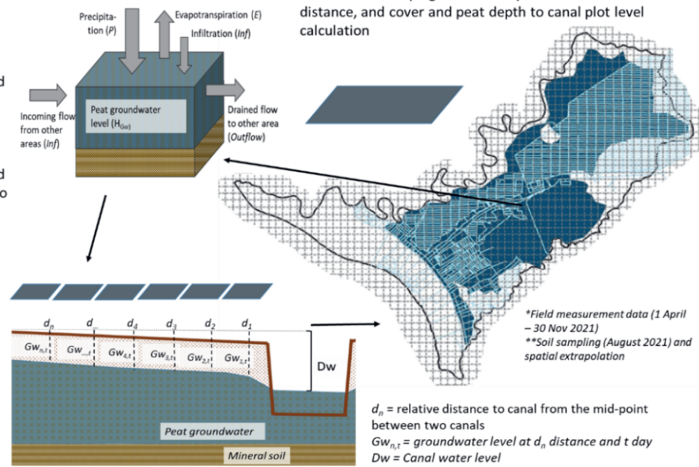 distance, and cover and peat depth to canal plot level
calculation
Precipita-
tion (P)
Evapotranspiration (E)
Infiltration (Inf)
Incoming flow
from other
areas (Inf)
Peat groundwater
level (HGw)
Drained flow
to other area
(Outflow)
dn
d...
d4
d3
d2
d1
Gwn,t
Gw...,t
Gw4,t
Gw3,t
Gw2,t
Gw1,t
Dw
Peat groundwater
Mineral soil
*Field measurement data (1 April
– 30 Nov 2021)
**Soil sampling (August 2021) and
spatial extrapolation
dn = relative distance to canal from the mid-point
between two canals
Gwn,t = groundwater level at dn distance and t day
Dw = Canal water level